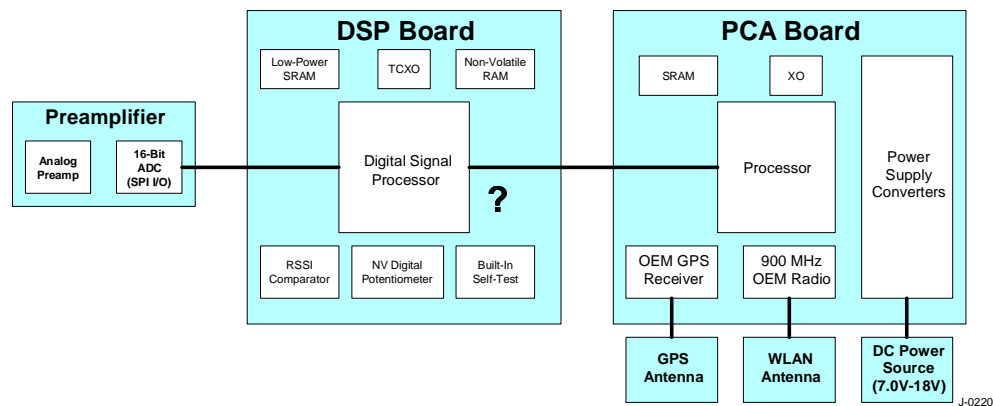 DSP Board
Low-Power
SRAM
TCXO
Non-Volatile
RAM
Digital Signal
Processor
?
RSSI
Comparator
NV Digital
Potentiometer
Built-In
Self-Test
Preamplifier
Analog
Preamp
16-Bit
ADC
(SPI I/O)
PCA Board
SRAM
XO
Processor
Power
Supply
Converters
OEM GPS
Receiver
900 MHz
OEM Radio
GPS
Antenna
WLAN
Antenna
DC Power
Source
(7.0V-18V)
J-0220